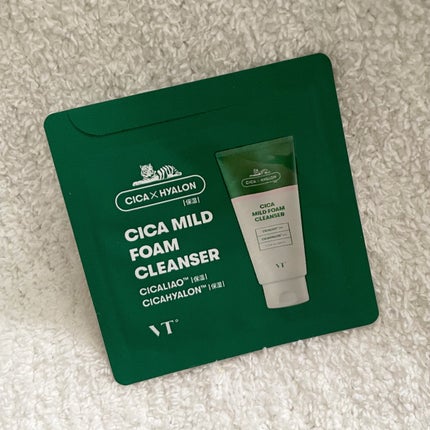 CICA X HYALON
[保湿]
CICA MILD
FOAM
CLEANSER
CICALIAO™ [保湿]
CICAHYALON™ [保湿]
VT
CICA X HYALON
CICA
MILD FOAM
CLEANSER
VT